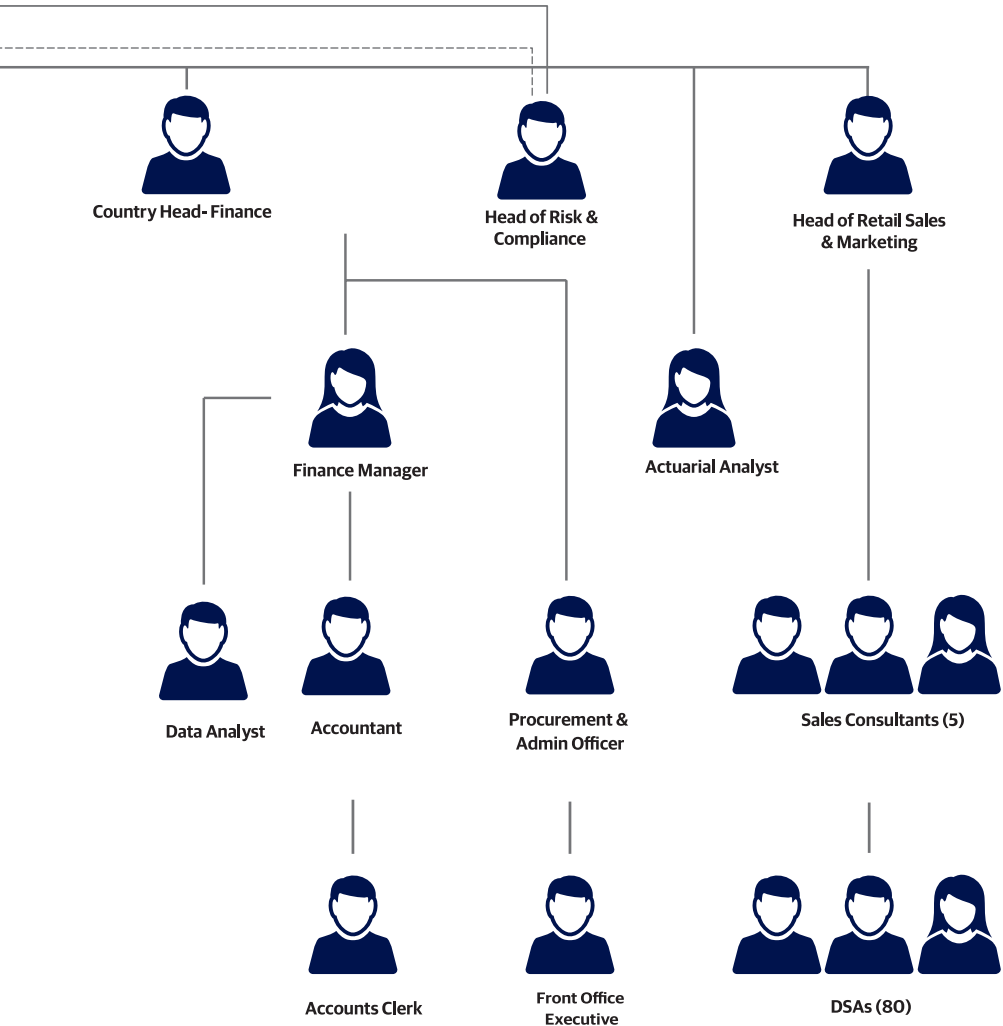 Country Head- Finance
Head of Risk &
Compliance
Head of Retail Sales
& Marketing
Finance Manager
Actuarial Analyst
Data Analyst
Accountant
Procurement &
Admin Officer
Sales Consultants (5)
Accounts Clerk
Front Office
Executive
DSAs (80)